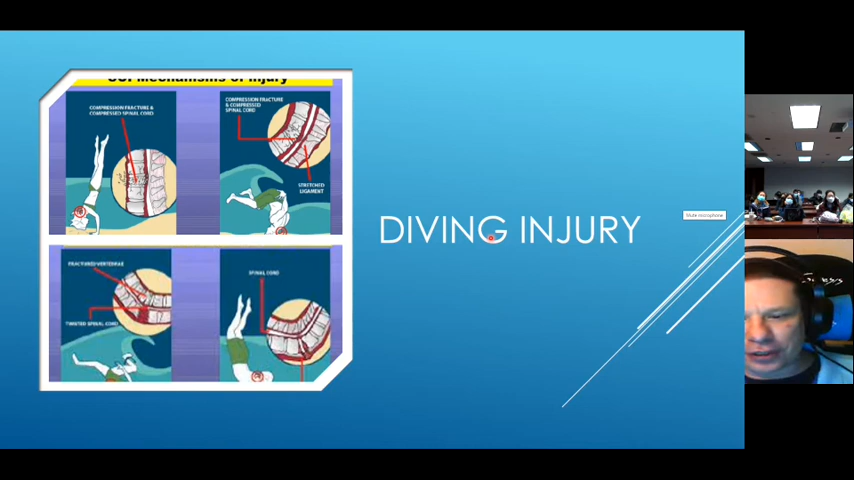 SCI Mechanisms of Injury
COMPRESSION FRACTURE &
COMPRESSED SPINAL CORD
COMPRESSION FRACTURE
& COMPRESSED
SPINAL CORD
STRETCHED
LIGAMENT
FRACTURED VERTEBRAE
TWISTED SPINAL CORD
SPINAL CORD
DIVING INJURY
Mute microphone